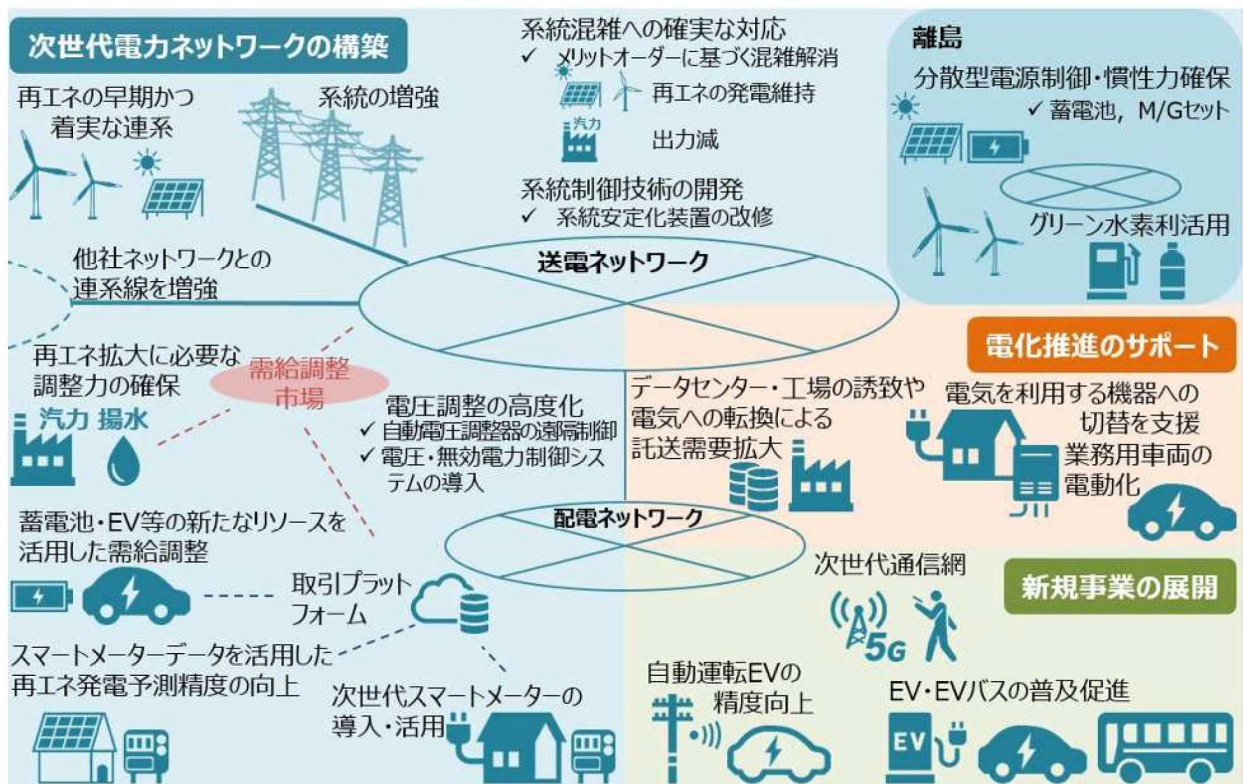 次世代電力ネットワークの構築
再エネの早期かつ
着実な連系
系統の増強
系統混雑への確実な対応
✓ メリットオーダーに基づく混雑解消
再エネの発電維持
汽力
出力減
系統制御技術の開発
✓ 系統安定化装置の改修
離島
分散型電源制御・慣性力確保
✓ 蓄電池，M/Gセット
グリーン水素利活用
他社ネットワークとの
連系線を増強
送電ネットワーク
再エネ拡大に必要な
調整力の確保
汽力 揚水
需給調整
市場
電圧調整の高度化
✓ 自動電圧調整器の遠隔制御
✓ 電圧・無効電力制御シス
テムの導入
電化推進のサポート
データセンター・工場の誘致や
電気への転換による
託送需要拡大
電気を利用する機器への
切替を支援
業務用車両の
電動化
配電ネットワーク
蓄電池・EV等の新たなリソースを
活用した需給調整
取引プラット
フォーム
スマートメーターデータを活用した
再エネ発電予測精度の向上
次世代スマートメーターの
導入・活用
新規事業の展開
次世代通信網
5G
自動運転EVの
精度向上
EV・EVバスの普及促進
EV